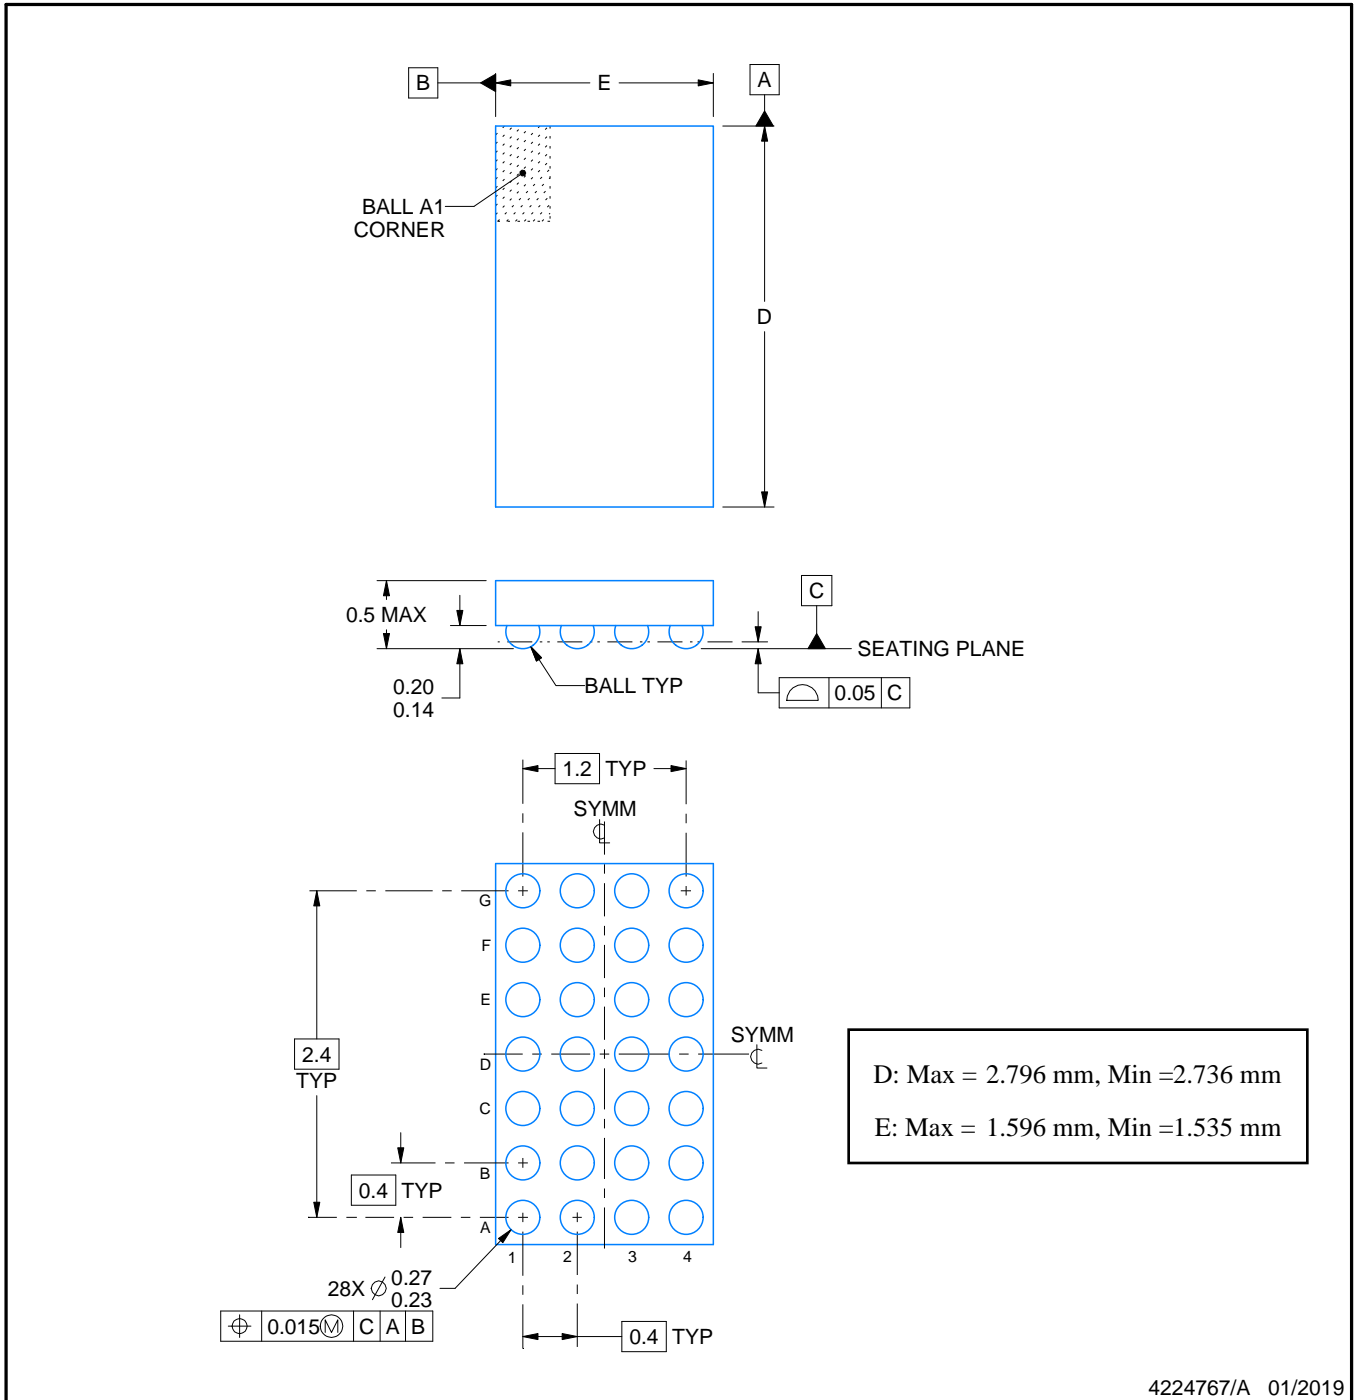 B
E
A
BALL A1
CORNER
D
0.5 MAX
C
SEATING PLANE
0.20
0.14
BALL TYP
0.05 C
1.2 TYP
SYMM
G
F
E
D
C
B
A
2.4
TYP
SYMM
0.4 TYP
1 2 3 4
D: Max = 2.796 mm, Min =2.736 mm
E: Max = 1.596 mm, Min =1.535 mm
28X ⌀ 0.27
0.23
⌖ 0.015Ⓜ C A B
0.4 TYP
4224767/A 01/2019